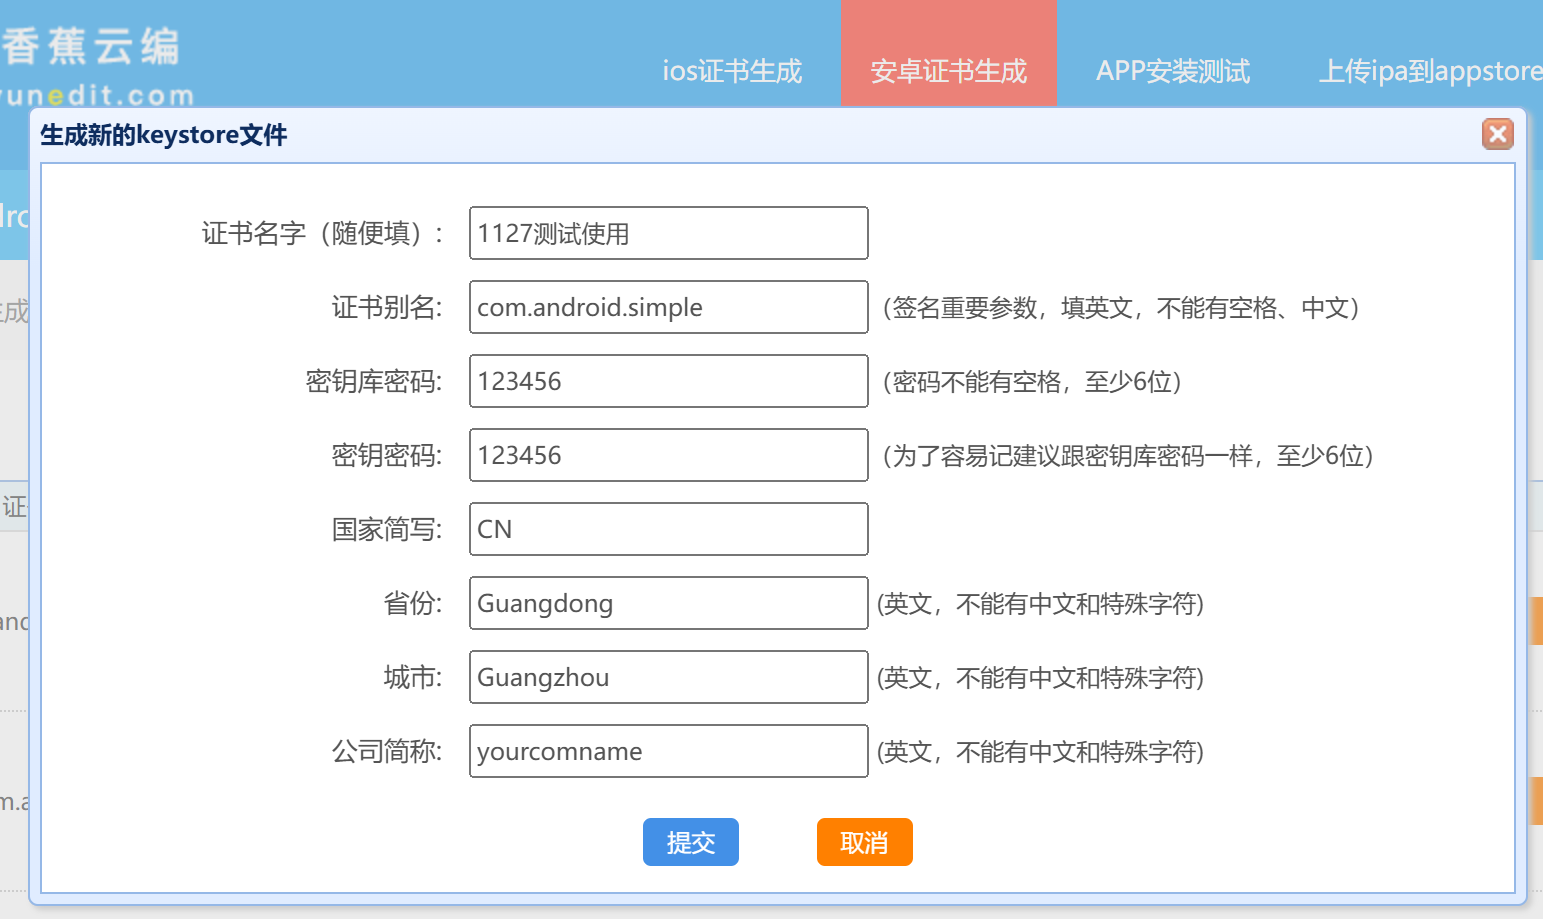 香蕉云编
yunedit.com
ios证书生成
安卓证书生成
APP安装测试
上传ipa到appstore
生成新的keystore文件
证书名字（随便填）:
1127测试使用
证书别名:
com.android.simple
（签名重要参数，填英文，不能有空格、中文）
密钥库密码:
123456
（密码不能有空格，至少6位）
密钥密码:
123456
（为了容易记建议跟密钥库密码一样，至少6位）
国家简写:
CN
省份:
Guangdong
(英文，不能有中文和特殊字符)
城市:
Guangzhou
(英文，不能有中文和特殊字符)
公司简称:
yourcomname
(英文，不能有中文和特殊字符)
提交
取消